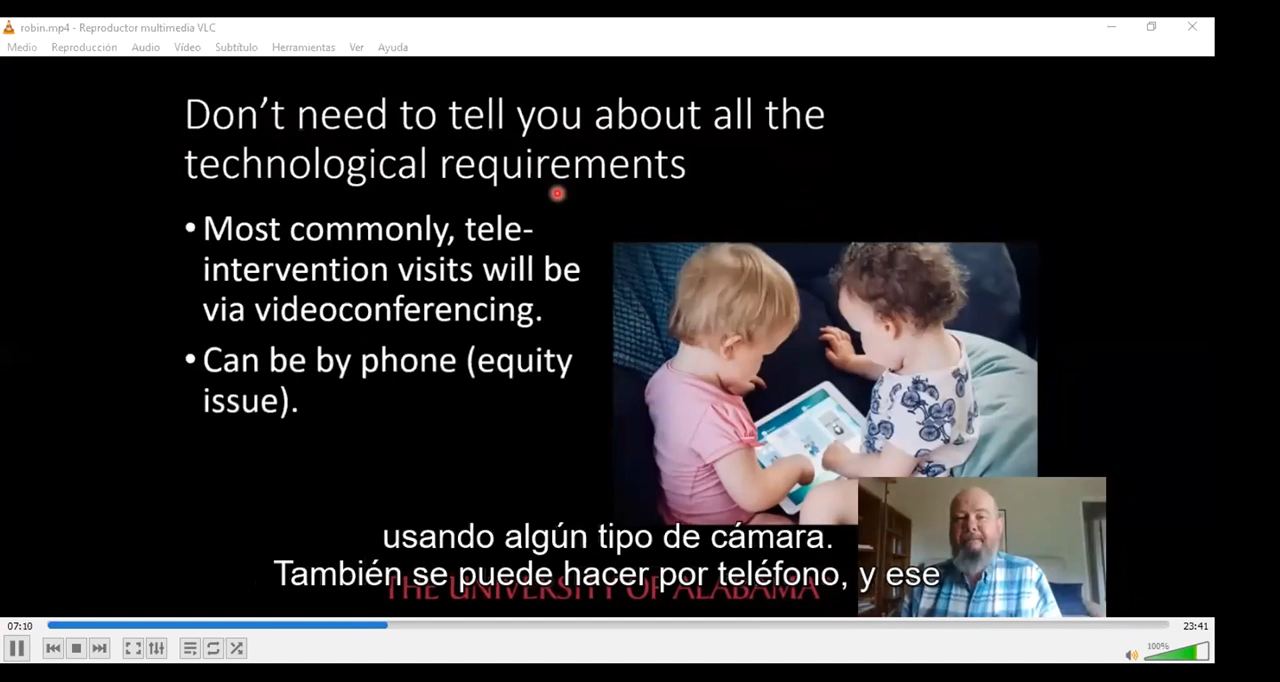 robin.mp4 - Reproductor multimedia VLC
Medio Reproducción Audio Vídeo Subtítulo Herramientas Ver Ayuda
Don't need to tell you about all the
technological requirements
• Most commonly, tele-
intervention visits will be
via videoconferencing.
• Can be by phone (equity
issue).
usando algún tipo de cámara.
También se puede hacer por teléfono, y ese
THE UNIVERSITY OF ALABAMA
07:10
23:41
100%